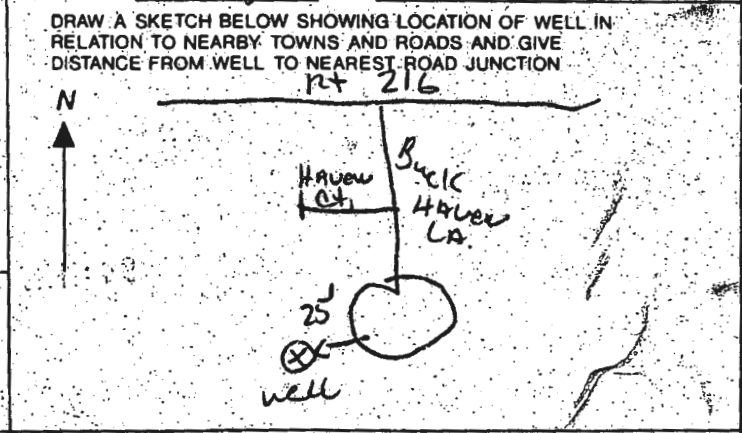 DRAW A SKETCH BELOW SHOWING LOCATION OF WELL IN
RELATION TO NEARBY TOWNS AND ROADS AND GIVE
DISTANCE FROM WELL TO NEAREST ROAD JUNCTION
Rt 216
N
Buck
Haven
La.
Haven
Ct.
25'
well